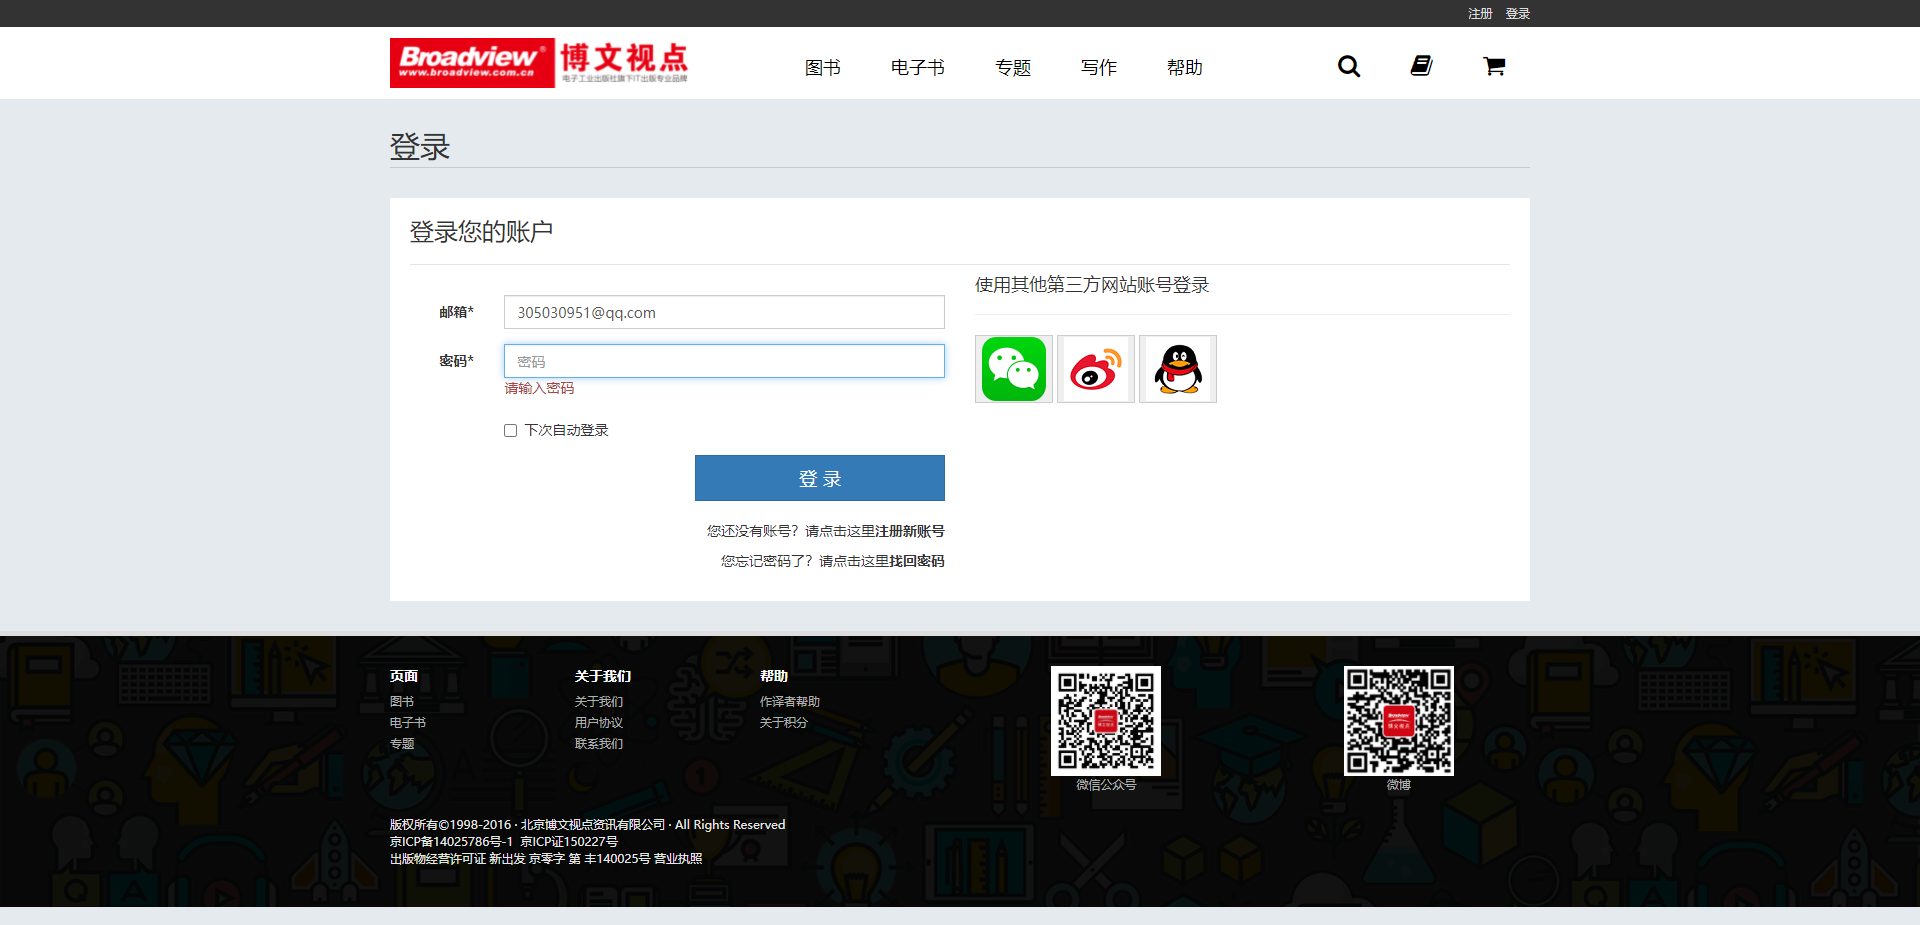 注册 登录
Broadview® 博文视点
www.broadview.com.cn 电子工业出版社旗下IT出版专业品牌
图书 电子书 专题 写作 帮助
登录
登录您的账户
使用其他第三方网站账号登录
邮箱* 305030951@qq.com
密码* 密码
请输入密码
下次自动登录
登 录
您还没有账号？请点击这里注册新账号
您忘记密码了？请点击这里找回密码
页面 关于我们 帮助
图书 关于我们 作译者帮助
电子书 用户协议 关于积分
专题 联系我们
微信公众号 微博
版权所有©1998-2016 · 北京博文视点资讯有限公司 · All Rights Reserved
京ICP备14025786号-1 京ICP证150227号
出版物经营许可证 新出发 京零字 第 丰140025号 营业执照